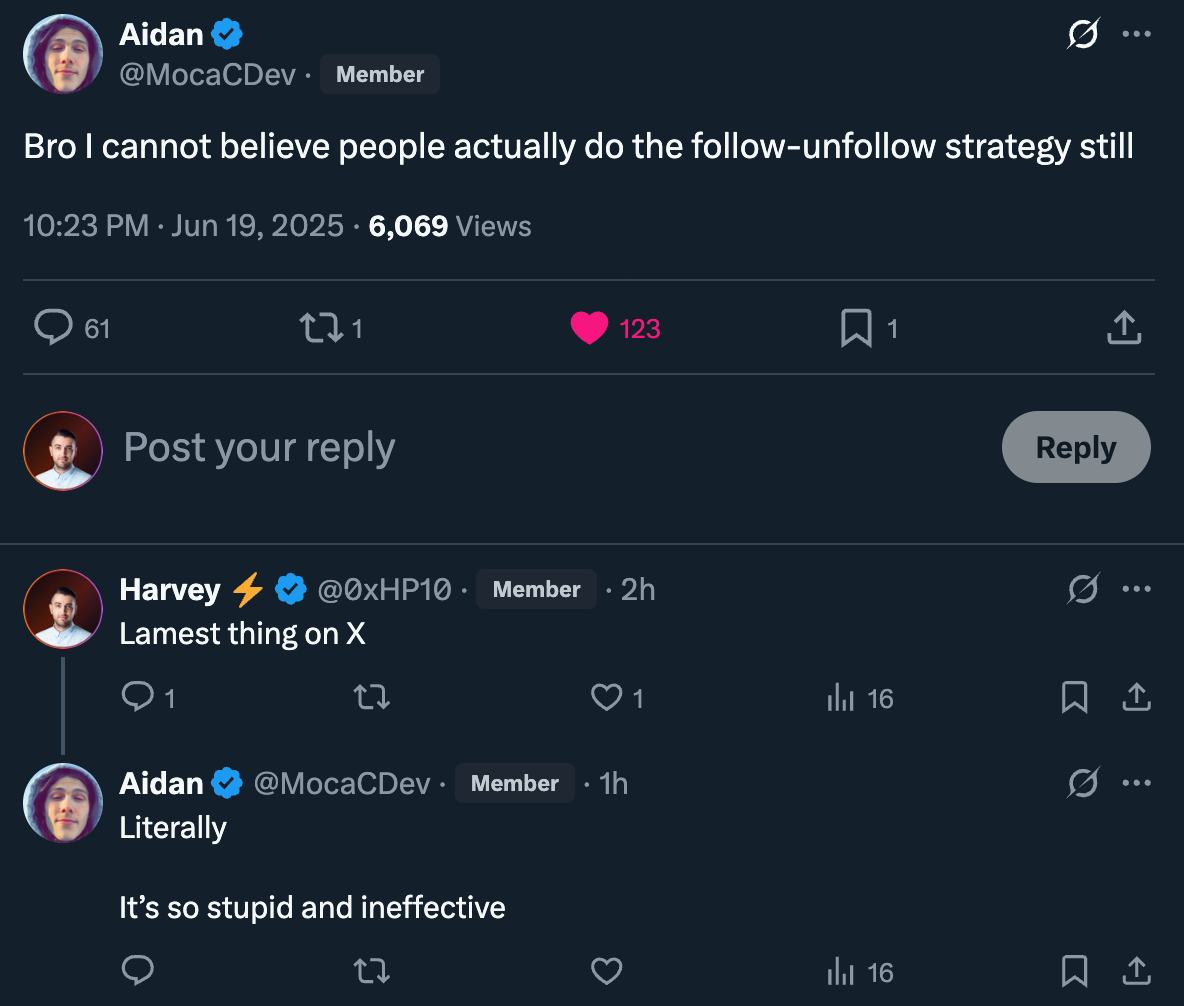 Aidan
@MocaCDev · Member
Bro I cannot believe people actually do the follow-unfollow strategy still
10:23 PM · Jun 19, 2025 · 6,069 Views
61 1 123 1
Post your reply Reply
Harvey ⚡ @0xHP10 · Member · 2h
Lamest thing on X
1 1 16
Aidan @MocaCDev · Member · 1h
Literally
It’s so stupid and ineffective
16